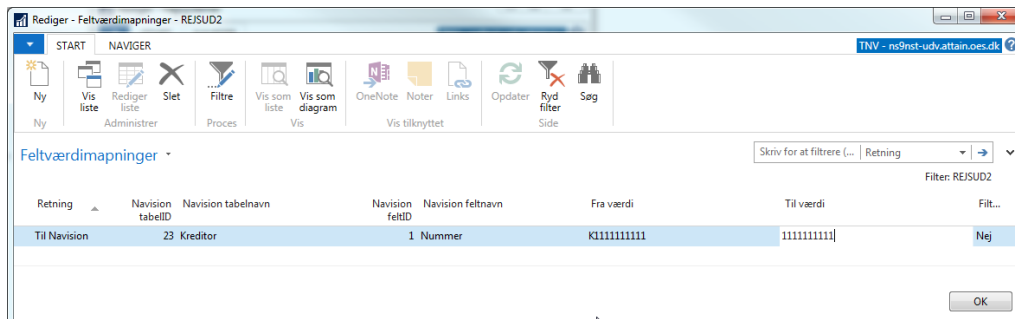 Rediger - Feltværdimapninger - REJSUD2
START NAVIGER
TNV - ns9nst-udv.attain.oes.dk
Ny Vis liste Rediger liste Slet Filtre Vis som liste Vis som diagram OneNote Noter Links Opdater Ryd filter Søg
Ny Administrer Proces Vis Vis tilknyttet Side
Feltværdimapninger
Skriv for at filtrere (... Retning
Filter: REJSUD2
Retning Navision tabelID Navision tabelnavn Navision feltID Navision feltnavn Fra værdi Til værdi Filt...
Til Navision 23 Kreditor 1 Nummer K1111111111 1111111111 Nej
OK